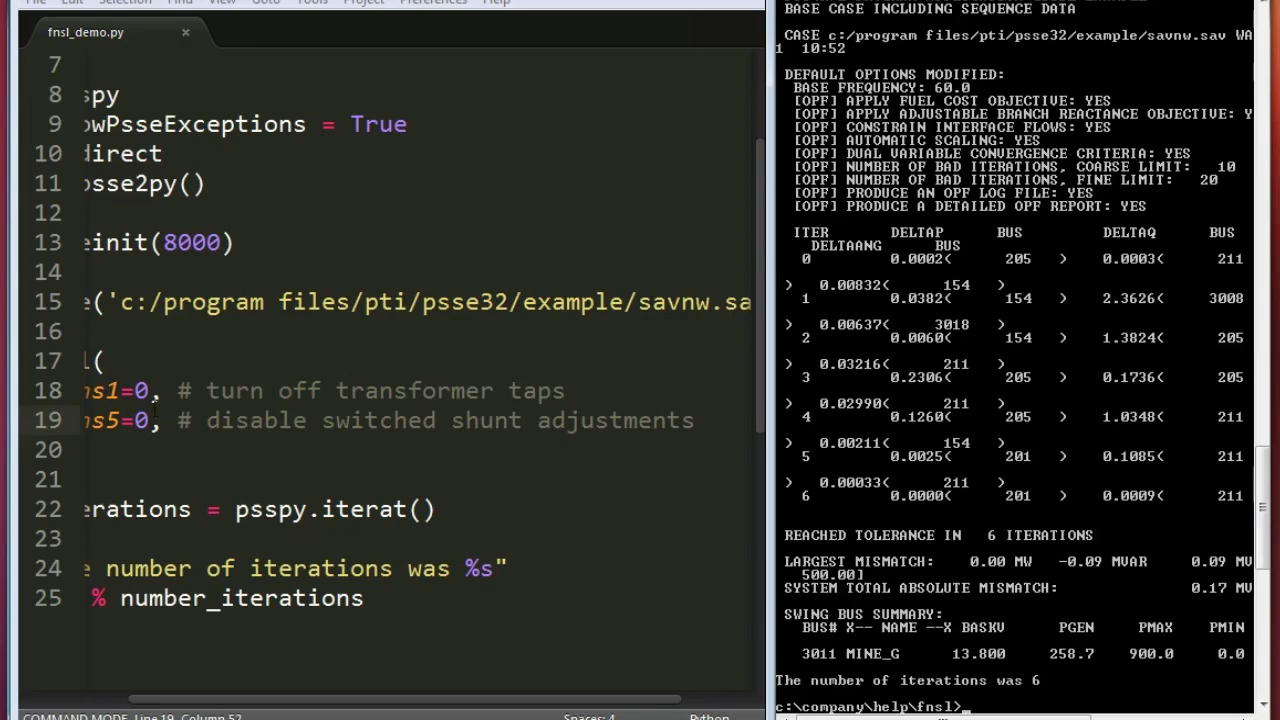 File Edit Selection Find View Goto Tools Project Preferences Help
fnsl_demo.py ×
7
8 spy
9 owPsseExceptions = True
10 direct
11 psse2py()
12
13 einit(8000)
14
15 e('c:/program files/pti/psse32/example/savnw.sa
16
17 l(
18 ns1=0, # turn off transformer taps
19 ns5=0, # disable switched shunt adjustments
20
21
22 erations = psspy.iterat()
23
24 e number of iterations was %s"
25 % number_iterations
COMMAND MODE, Line 19, Column 52 Spaces: 4 Python
BASE CASE INCLUDING SEQUENCE DATA
CASE c:/program files/pti/psse32/example/savnw.sav WA
1 10:52
DEFAULT OPTIONS MODIFIED:
BASE FREQUENCY: 60.0
[OPF] APPLY FUEL COST OBJECTIVE: YES
[OPF] APPLY ADJUSTABLE BRANCH REACTANCE OBJECTIVE: Y
[OPF] CONSTRAIN INTERFACE FLOWS: YES
[OPF] AUTOMATIC SCALING: YES
[OPF] DUAL VARIABLE CONVERGENCE CRITERIA: YES
[OPF] NUMBER OF BAD ITERATIONS, COARSE LIMIT: 10
[OPF] NUMBER OF BAD ITERATIONS, FINE LIMIT: 20
[OPF] PRODUCE AN OPF LOG FILE: YES
[OPF] PRODUCE A DETAILED OPF REPORT: YES
ITER DELTAP BUS DELTAQ BUS
DELTAANG BUS
0 0.0002( 205 ) 0.0003( 211
) 0.00832( 154 )
1 0.0382( 154 ) 2.3626( 3008
) 0.00637( 3018 )
2 0.0060( 154 ) 1.3824( 205
) 0.03216( 211 )
3 0.2306( 205 ) 0.1736( 205
) 0.02990( 211 )
4 0.1260( 205 ) 1.0348( 211
) 0.00211( 154 )
5 0.0025( 201 ) 0.1085( 211
) 0.00033( 211 )
6 0.0000( 201 ) 0.0009( 211
REACHED TOLERANCE IN 6 ITERATIONS
LARGEST MISMATCH: 0.00 MW -0.09 MVAR 0.09 MV
500.00]
SYSTEM TOTAL ABSOLUTE MISMATCH: 0.17 MV
SWING BUS SUMMARY:
BUS# X-- NAME --X BASKV PGEN PMAX PMIN
3011 MINE_G 13.800 258.7 900.0 0.0
The number of iterations was 6
c:\company\help\fnsl>_